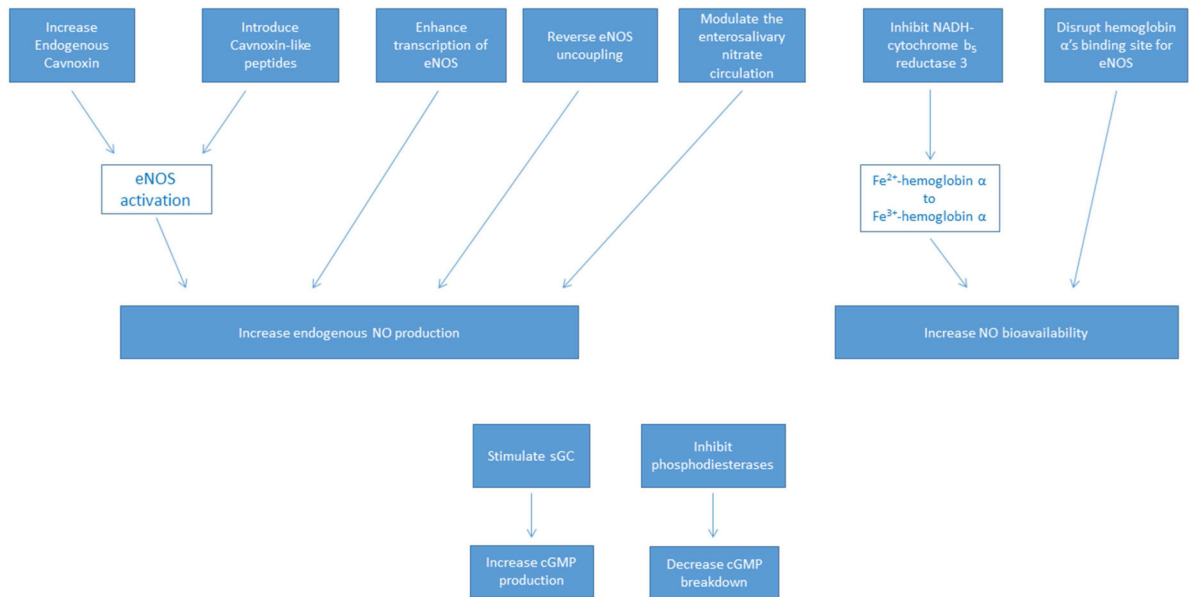 Increase
Endogenous
Cavnoxin
Introduce
Cavnoxin-like
peptides
Enhance
transcription of
eNOS
Reverse eNOS
uncoupling
Modulate the
enterosalivary
nitrate
circulation
Inhibit NADH-
cytochrome b₅
reductase 3
Disrupt hemoglobin
α's binding site for
eNOS
eNOS
activation
Fe²⁺-hemoglobin α
to
Fe³⁺-hemoglobin α
Increase endogenous NO production
Increase NO bioavailability
Stimulate sGC
Inhibit
phosphodiesterases
Increase cGMP
production
Decrease cGMP
breakdown